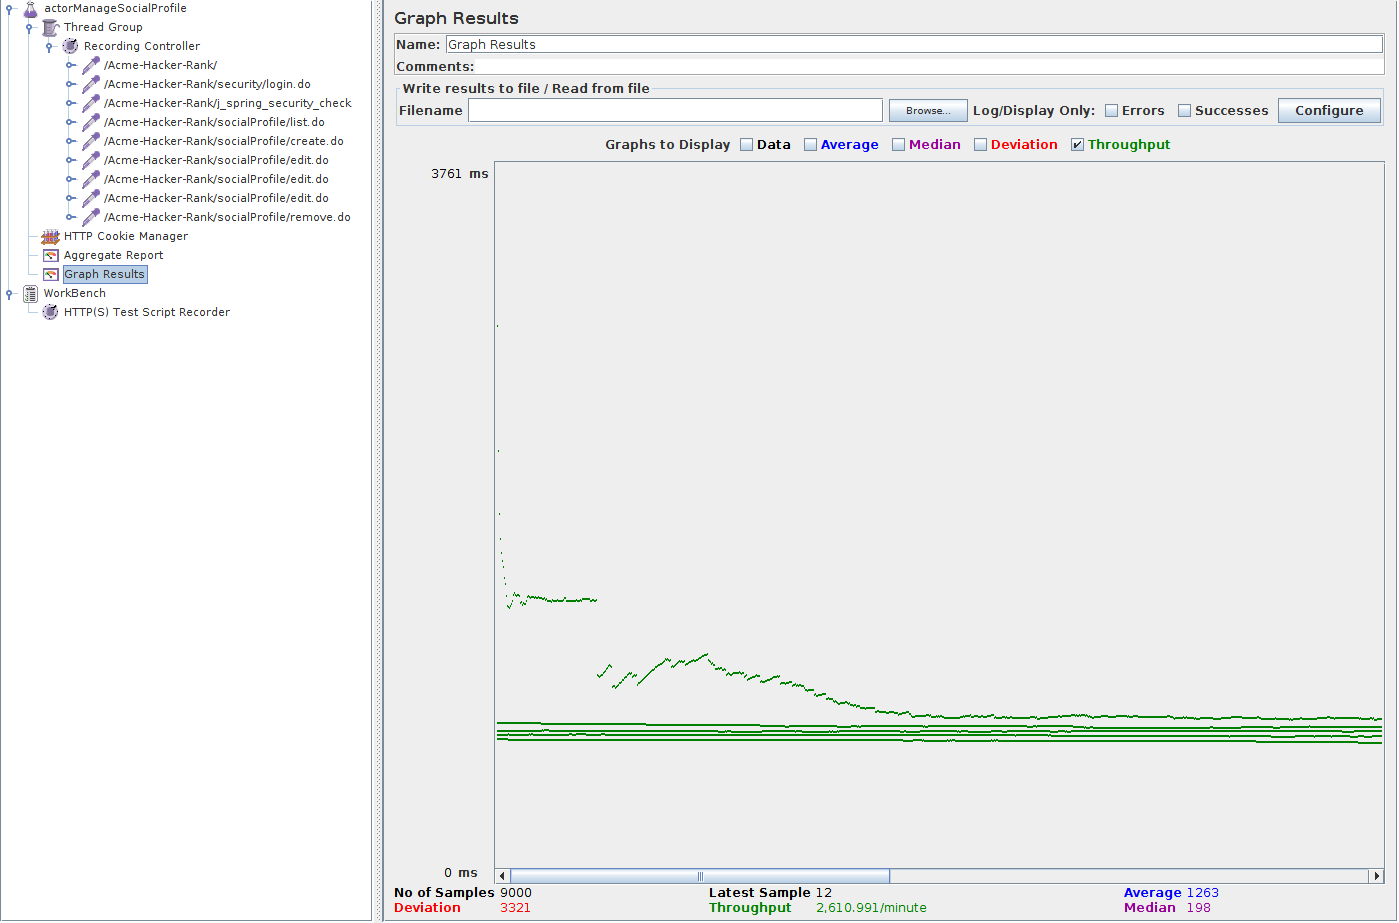 actorManageSocialProfile
Thread Group
Recording Controller
/Acme-Hacker-Rank/
/Acme-Hacker-Rank/security/login.do
/Acme-Hacker-Rank/j_spring_security_check
/Acme-Hacker-Rank/socialProfile/list.do
/Acme-Hacker-Rank/socialProfile/create.do
/Acme-Hacker-Rank/socialProfile/edit.do
/Acme-Hacker-Rank/socialProfile/edit.do
/Acme-Hacker-Rank/socialProfile/edit.do
/Acme-Hacker-Rank/socialProfile/remove.do
HTTP Cookie Manager
Aggregate Report
Graph Results
WorkBench
HTTP(S) Test Script Recorder
Graph Results
Name: Graph Results
Comments:
Write results to file / Read from file
Filename Browse... Log/Display Only: Errors Successes Configure
Graphs to Display Data Average Median Deviation Throughput
3761 ms
0 ms
No of Samples 9000 Latest Sample 12 Average 1263
Deviation 3321 Throughput 2,610.991/minute Median 198